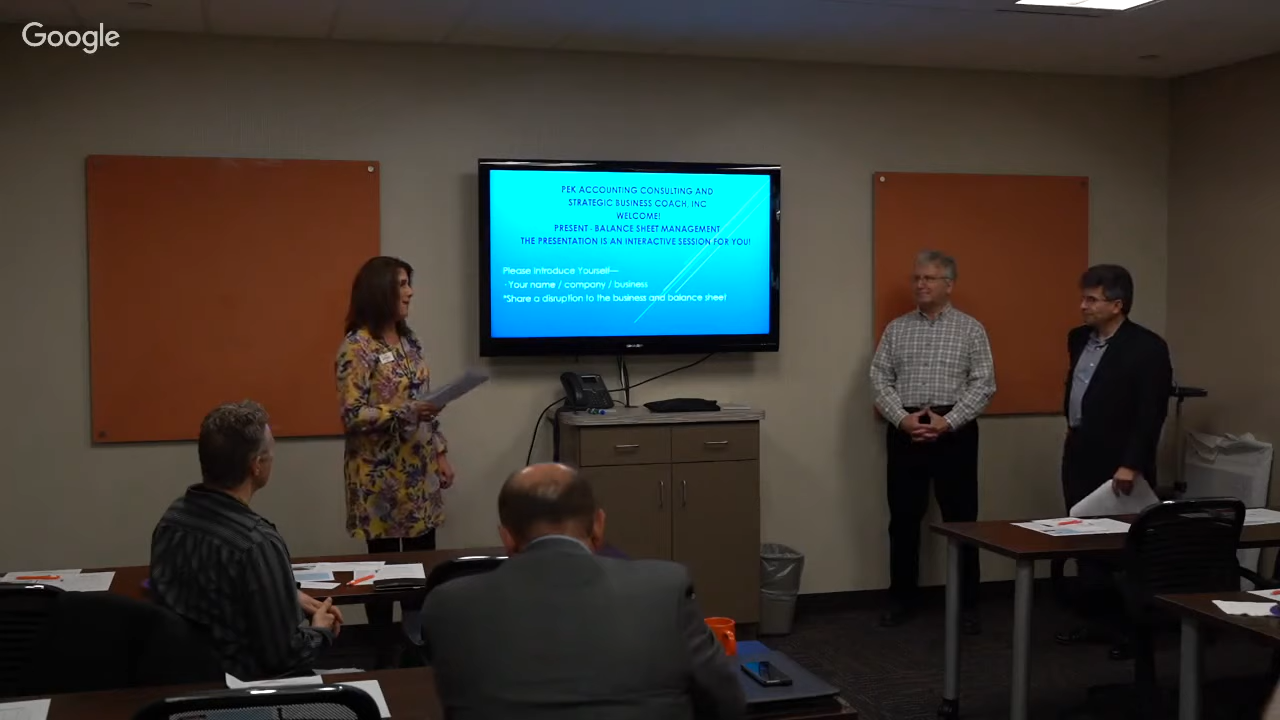 Google
PEK ACCOUNTING CONSULTING AND
STRATEGIC BUSINESS COACH, INC
WELCOME!
PRESENT - BALANCE SHEET MANAGEMENT
THE PRESENTATION IS AN INTERACTIVE SESSION FOR YOU!
Please Introduce Yourself—
-Your name / company / business
*Share a disruption to the business and balance sheet